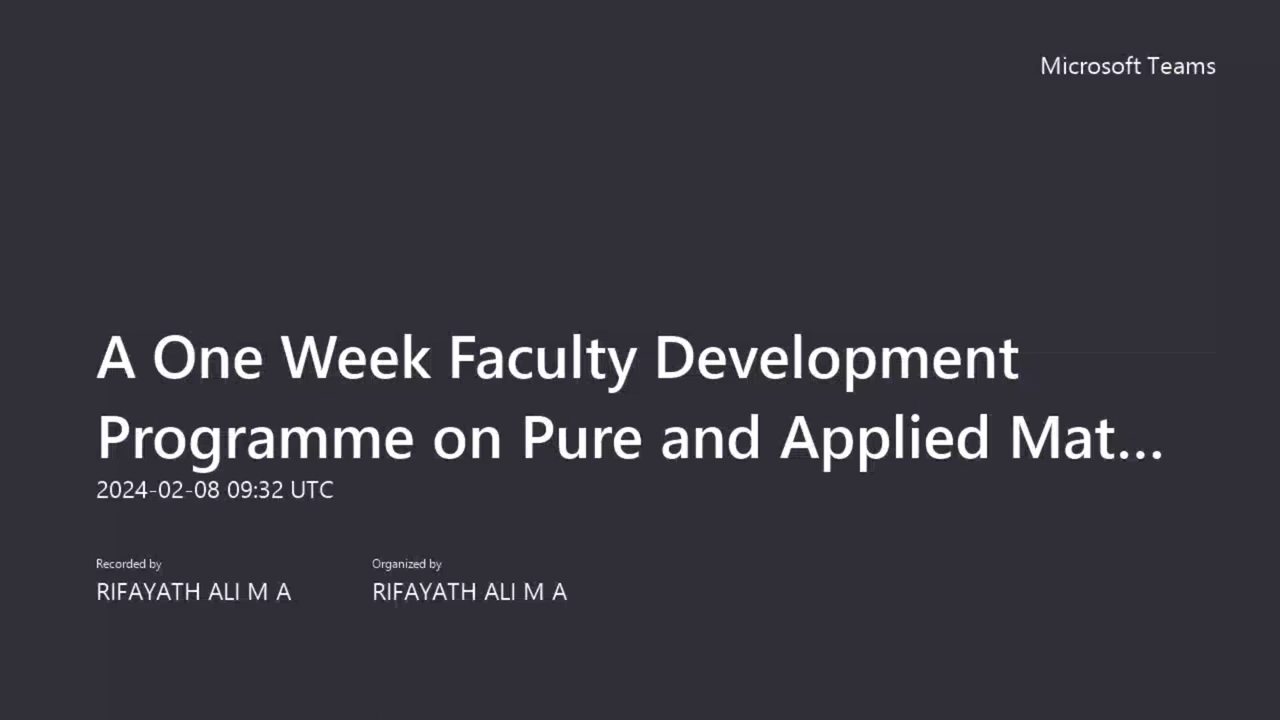 Microsoft Teams
A One Week Faculty Development
Programme on Pure and Applied Mat...
2024-02-08 09:32 UTC
Recorded by
RIFAYATH ALI M A
Organized by
RIFAYATH ALI M A